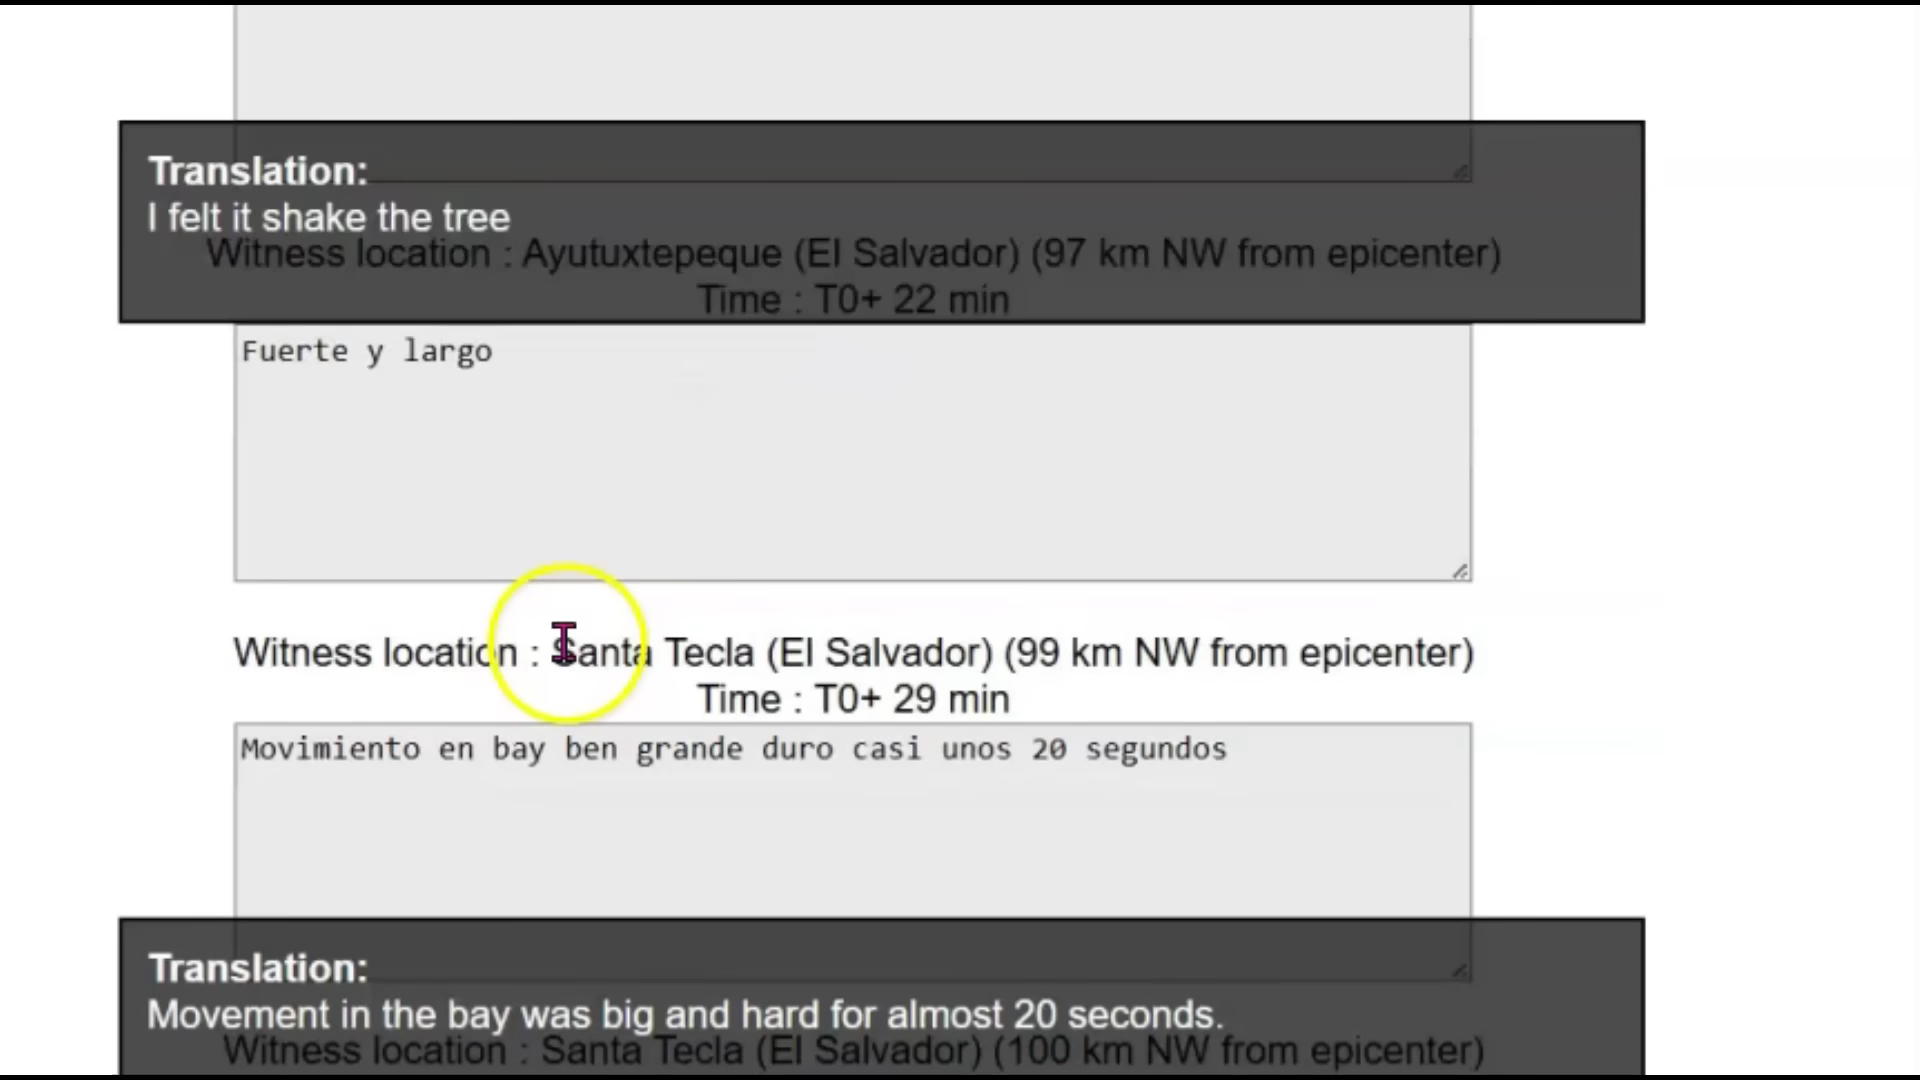 Translation:
I felt it shake the tree
Witness location : Ayutuxtepeque (El Salvador) (97 km NW from epicenter)
Time : T0+ 22 min
Fuerte y largo
Witness location : Santa Tecla (El Salvador) (99 km NW from epicenter)
Time : T0+ 29 min
Movimiento en bay ben grande duro casi unos 20 segundos
Translation:
Movement in the bay was big and hard for almost 20 seconds.
Witness location : Santa Tecla (El Salvador) (100 km NW from epicenter)